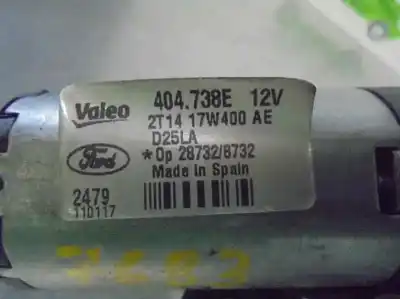 Valeo 404.738E 12V
2T14 17W400 AE
D25LA
Ford *Op 28732/8732
Made in Spain
2479
110117